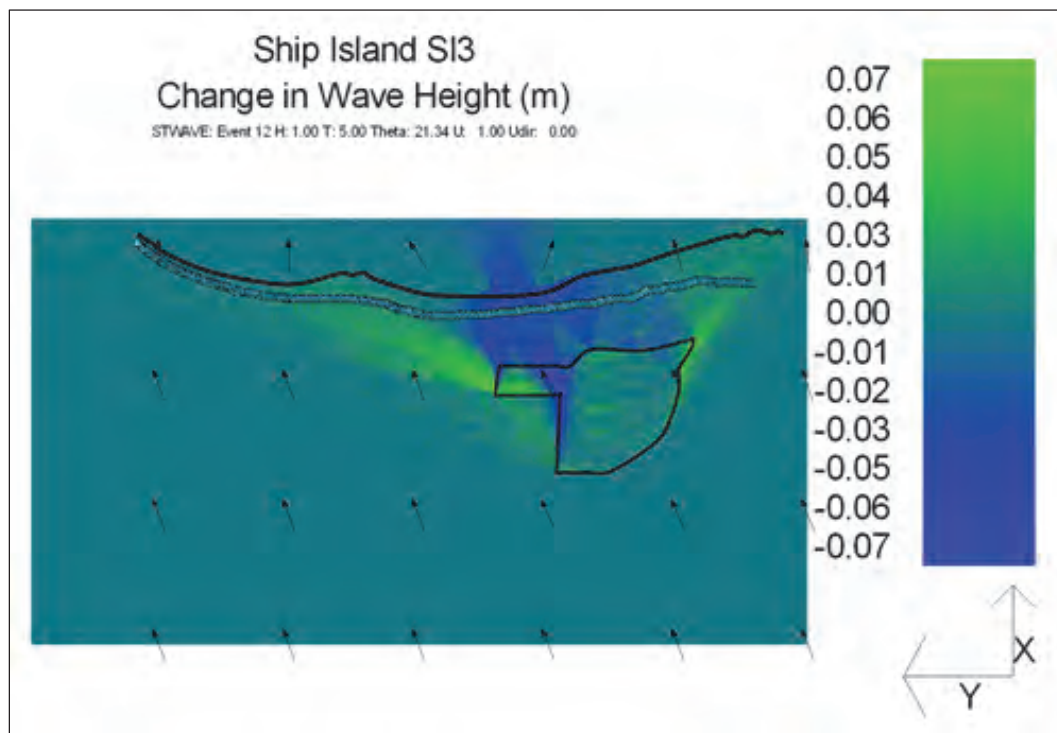 Ship Island SI3
Change in Wave Height (m)
STWAVE: Event 12 H: 1.00 T: 5.00 Theta: 21.34 U: 1.00 Udir: 0.00
0.07
0.06
0.05
0.04
0.03
0.01
0.00
-0.01
-0.02
-0.03
-0.05
-0.06
-0.07
X
Y